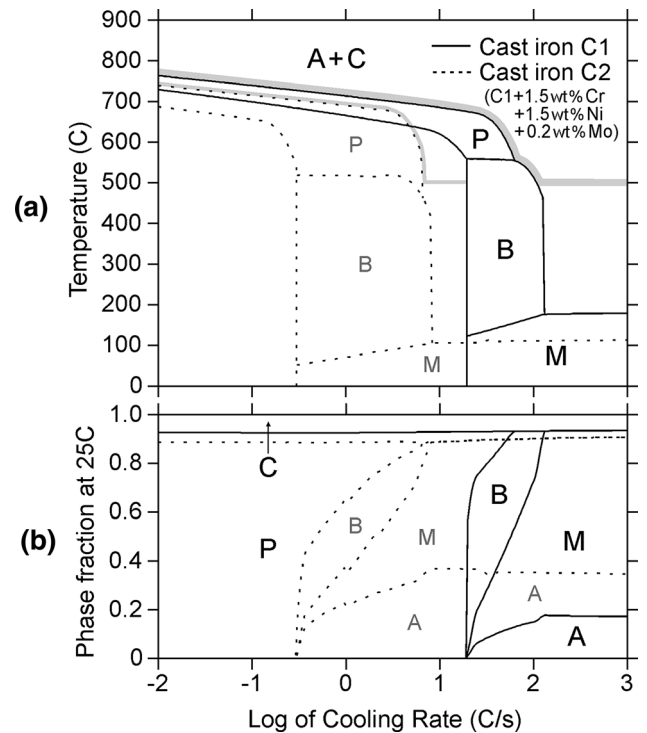 900
800
700
600
500
400
300
200
100
0
Temperature (C)
(a)
A+C
Cast iron C1
Cast iron C2
(C1+1.5wt%Cr
+1.5wt%Ni
+0.2wt%Mo)
P
P
B
B
M
M
1.0
0.8
0.6
0.4
0.2
0
Phase fraction at 25C
(b)
C
P
B
M
A
B
M
A
A
-2
-1
0
1
2
3
Log of Cooling Rate (C/s)